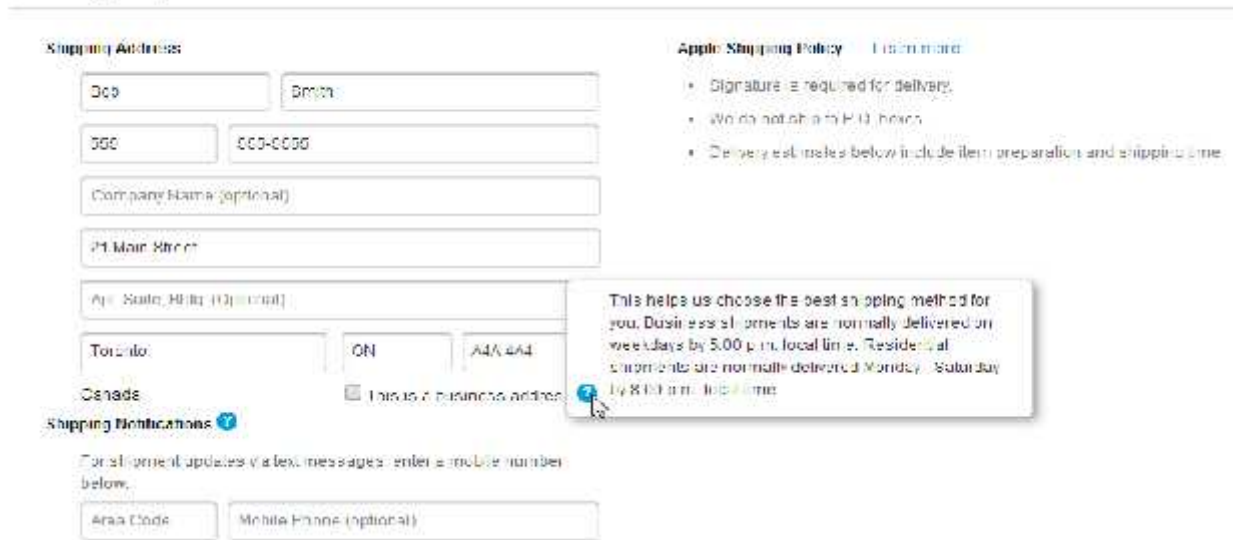 Shipping Address
Bob
Smith
555
555-5555
Company Name (optional)
21 Main Street
Apt, Suite, Bldg. (Optional)
Toronto
ON
A4A 4A4
Canada
This is a business addres
Shipping Notifications
For shipment updates via text messages, enter a mobile number
below.
Area Code
Mobile Phone (optional)
Apple Shipping Policy Learn more
Signature is required for delivery.
We do not ship to P.O. boxes
Delivery estimates below include item preparation and shipping time
This helps us choose the best shipping method for
you. Business shipments are normally delivered on
weekdays by 5:00 p.m. local time. Residential
shipments are normally delivered Monday - Saturday
by 8:00 p.m. local time